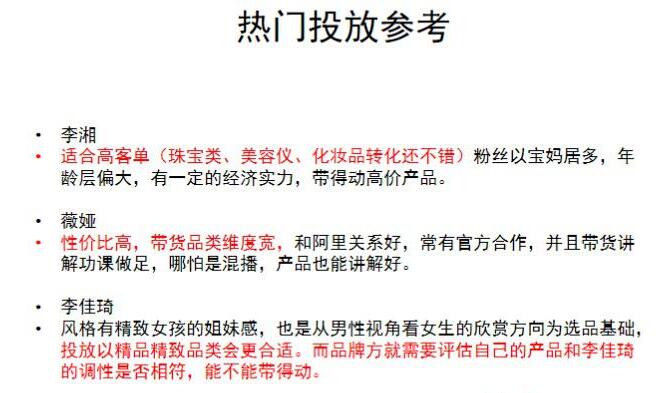 热门投放参考
• 李湘
• 适合高客单（珠宝类、美容仪、化妆品转化还不错）粉丝以宝妈居多，年
龄层偏大，有一定的经济实力，带得动高价产品。
• 薇娅
• 性价比高，带货品类维度宽，和阿里关系好，常有官方合作，并且带货讲
解功课做足，哪怕是混播，产品也能讲解好。
• 李佳琦
• 风格有精致女孩的姐妹感，也是从男性视角看女生的欣赏方向为选品基础，
投放以精品精致品类会更合适。而品牌方就需要评估自己的产品和李佳琦
的调性是否相符，能不能带得动。